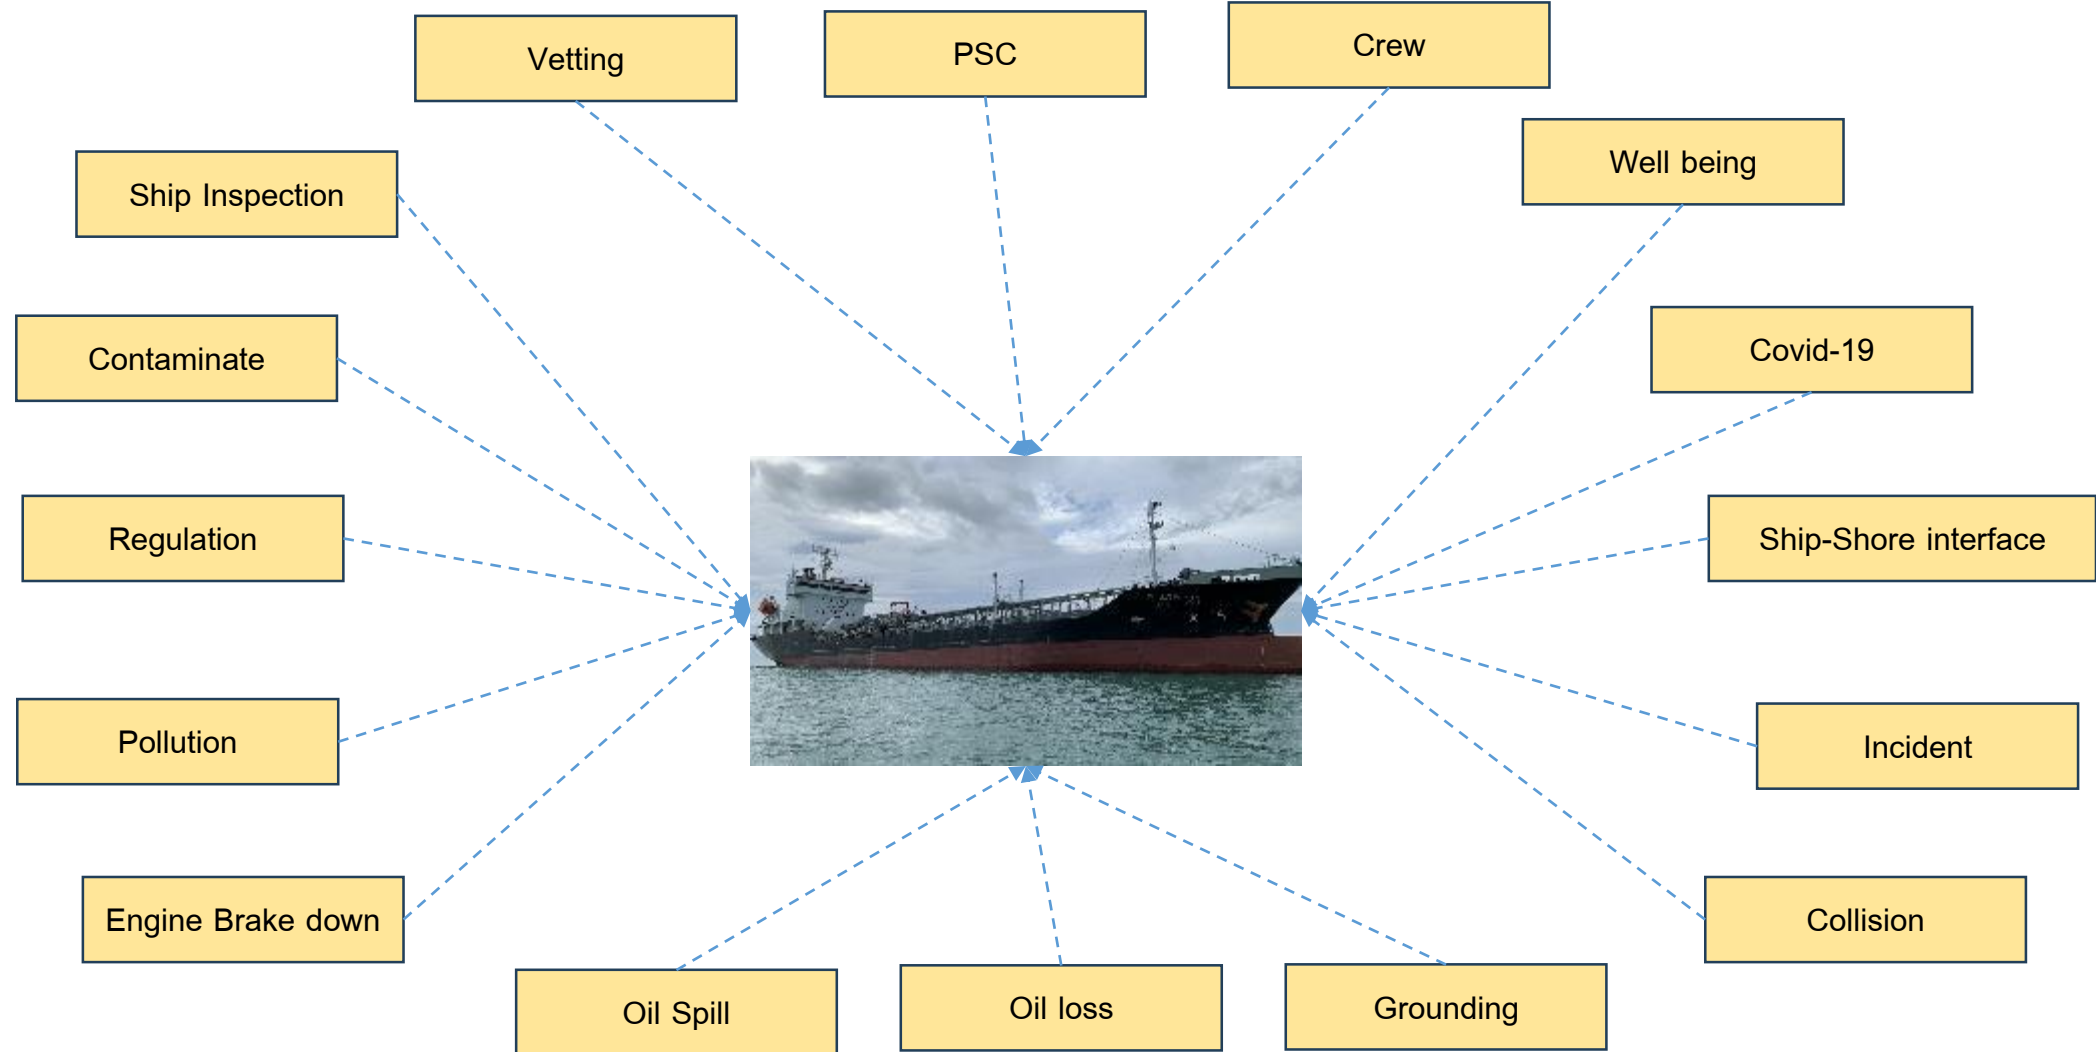 Vetting
PSC
Crew
Well being
Ship Inspection
Covid-19
Contaminate
Regulation
Ship-Shore interface
Pollution
Incident
Engine Brake down
Collision
Oil Spill
Oil loss
Grounding